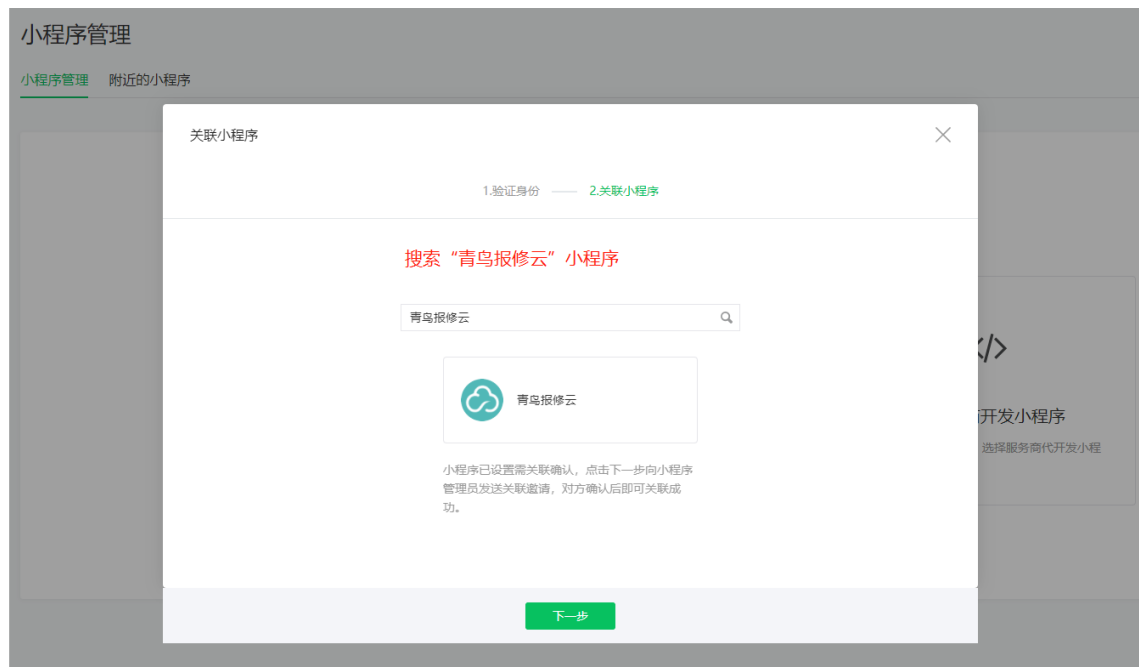 小程序管理
小程序管理 附近的小程序
关联小程序
1.验证身份 2.关联小程序
搜索“青鸟报修云”小程序
青鸟报修云
青鸟报修云
小程序已设置需关联确认，点击下一步向小程序
管理员发送关联邀请，对方确认后即可关联成
功。
开发小程序
选择服务商代开发小程
下一步